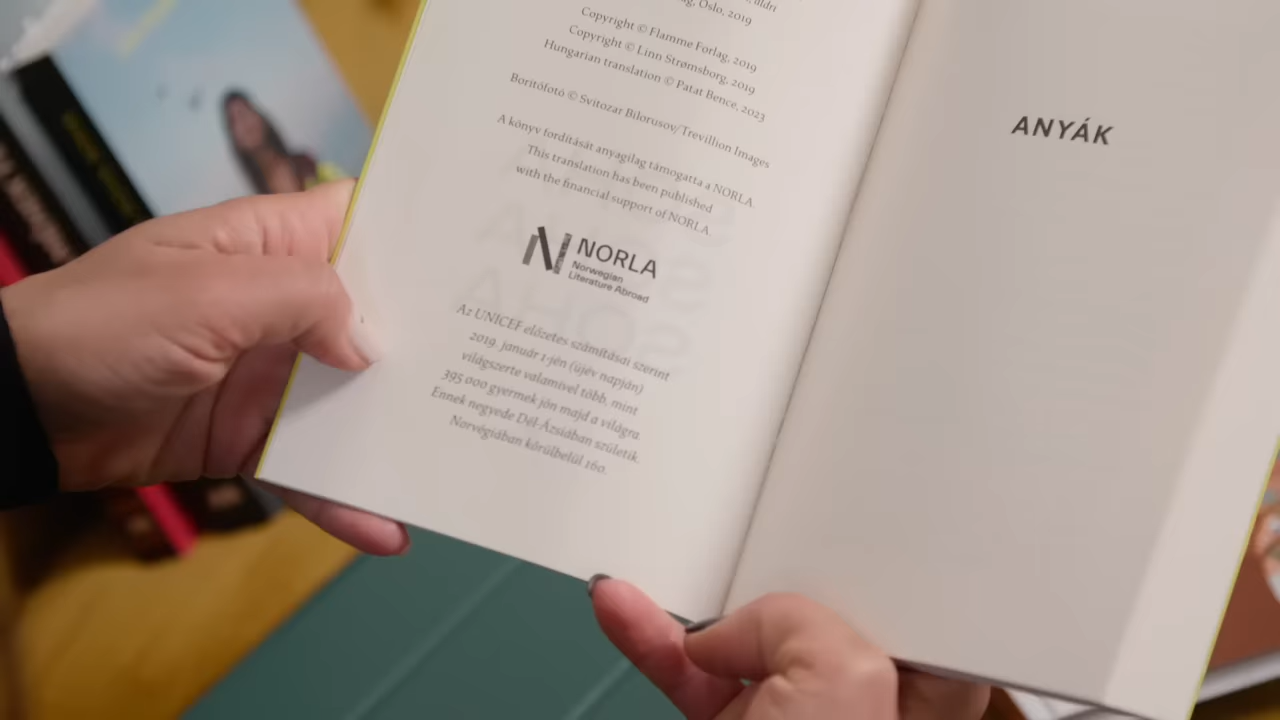 Oslo, 2019
Copyright © Flamme Forlag, 2019
Copyright © Linn Strømsborg, 2019
Hungarian translation © Patat Bence, 2023
Borítófotó © Svitozar Bilorusov/Trevillion Images
A könyv fordítását anyagilag támogatta a NORLA.
This translation has been published
with the financial support of NORLA.
NORLA
Norwegian
Literature Abroad
Az UNICEF előzetes számításai szerint
2019. január 1-jén (újév napján)
világszerte valamivel több, mint
395 000 gyermek jön majd a világra.
Ennek negyede Dél-Ázsiában születik.
Norvégiában körülbelül 160.
ANYÁK